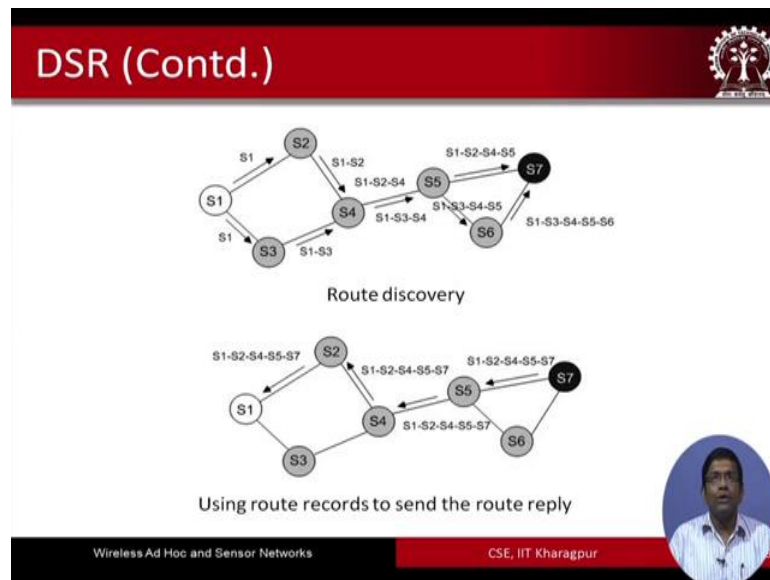 DSR (Contd.)
S2
S1
S1-S2
S1-S2-S4
S1-S2-S4-S5
S7
S5
S1
S4
S1-S3-S4
S1-S3-S4-S5
S6
S1-S3-S4-S5-S6
S1
S3
S1-S3
Route discovery
S1-S2-S4-S5-S7
S2
S1-S2-S4-S5-S7
S1-S2-S4-S5-S7
S7
S5
S1
S4
S1-S2-S4-S5-S7
S3
S6
Using route records to send the route reply
Wireless Ad Hoc and Sensor Networks
CSE, IIT Kharagpur